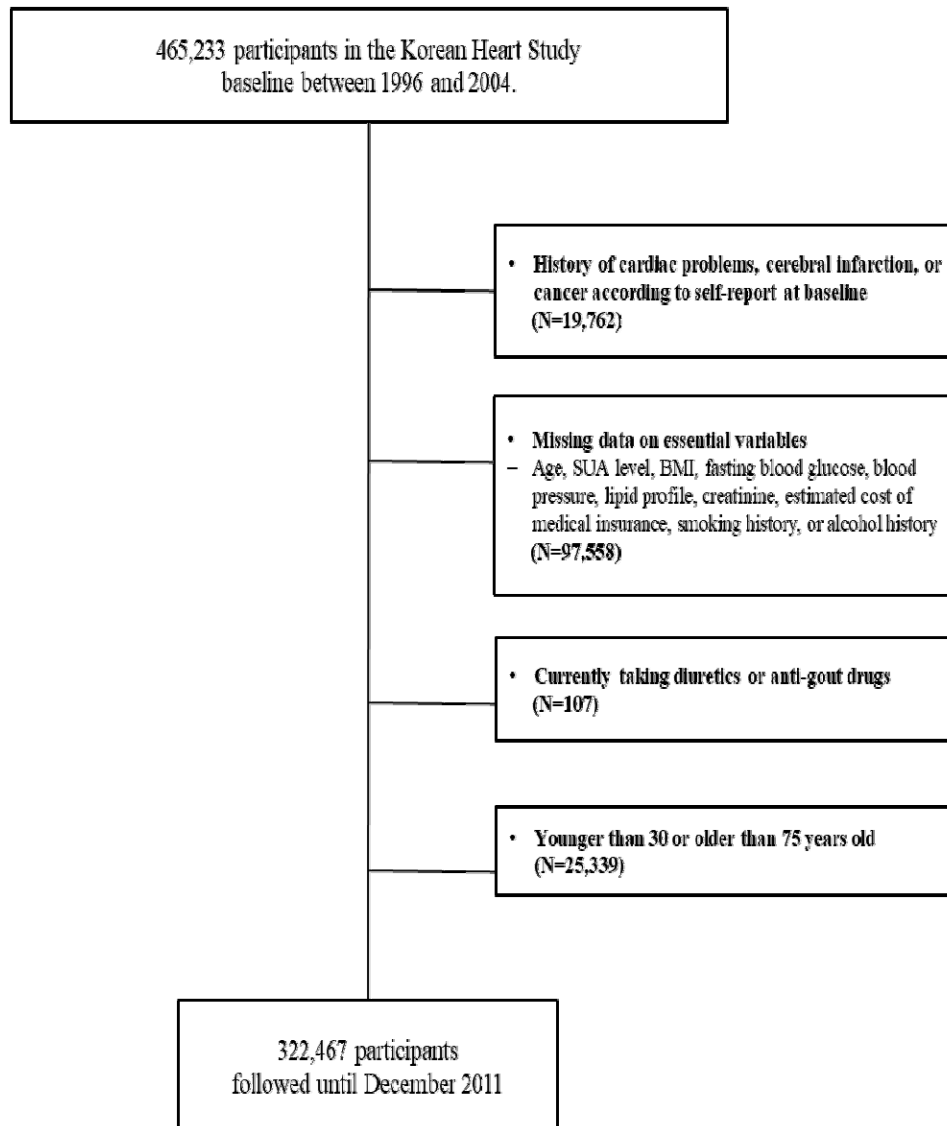 465,233 participants in the Korean Heart Study
baseline between 1996 and 2004.
• History of cardiac problems, cerebral infarction, or
cancer according to self-report at baseline
(N=19,762)
• Missing data on essential variables
– Age, SUA level, BMI, fasting blood glucose, blood
pressure, lipid profile, creatinine, estimated cost of
medical insurance, smoking history, or alcohol history
(N=97,558)
• Currently taking diuretics or anti-gout drugs
(N=107)
• Younger than 30 or older than 75 years old
(N=25,339)
322,467 participants
followed until December 2011